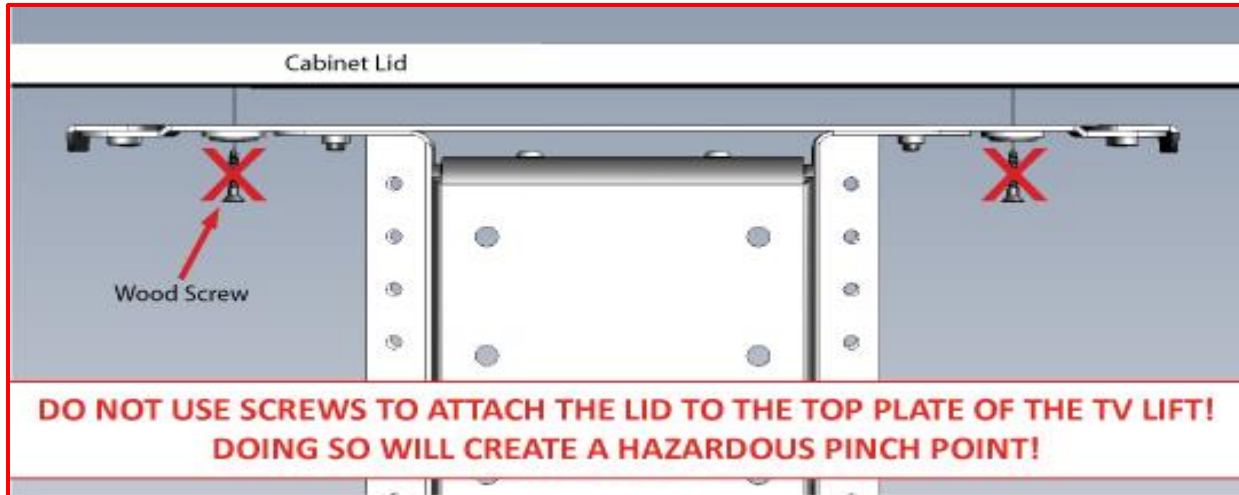 Cabinet Lid
Wood Screw
DO NOT USE SCREWS TO ATTACH THE LID TO THE TOP PLATE OF THE TV LIFT!
DOING SO WILL CREATE A HAZARDOUS PINCH POINT!